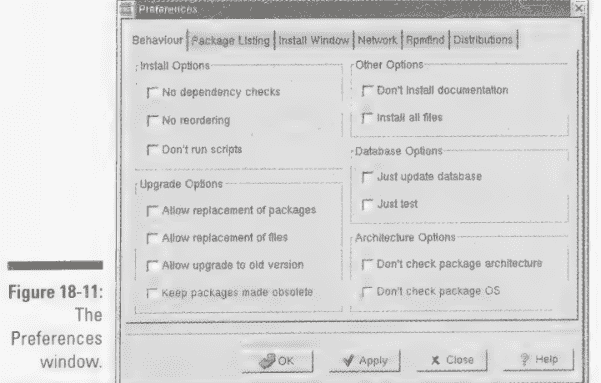 Preferences
Behaviour Package Listing Install Window Network Rpmfind Distributions
Install Options
No dependency checks
No reordering
Don't run scripts
Upgrade Options
Allow replacement of packages
Allow replacement of files
Allow upgrade to old version
Keep packages made obsolete
Other Options
Don't install documentation
Install all files
Database Options
Just update database
Just test
Architecture Options
Don't check package architecture
Don't check package OS
OK Apply Close Help
Figure 18-11:
The
Preferences
window.